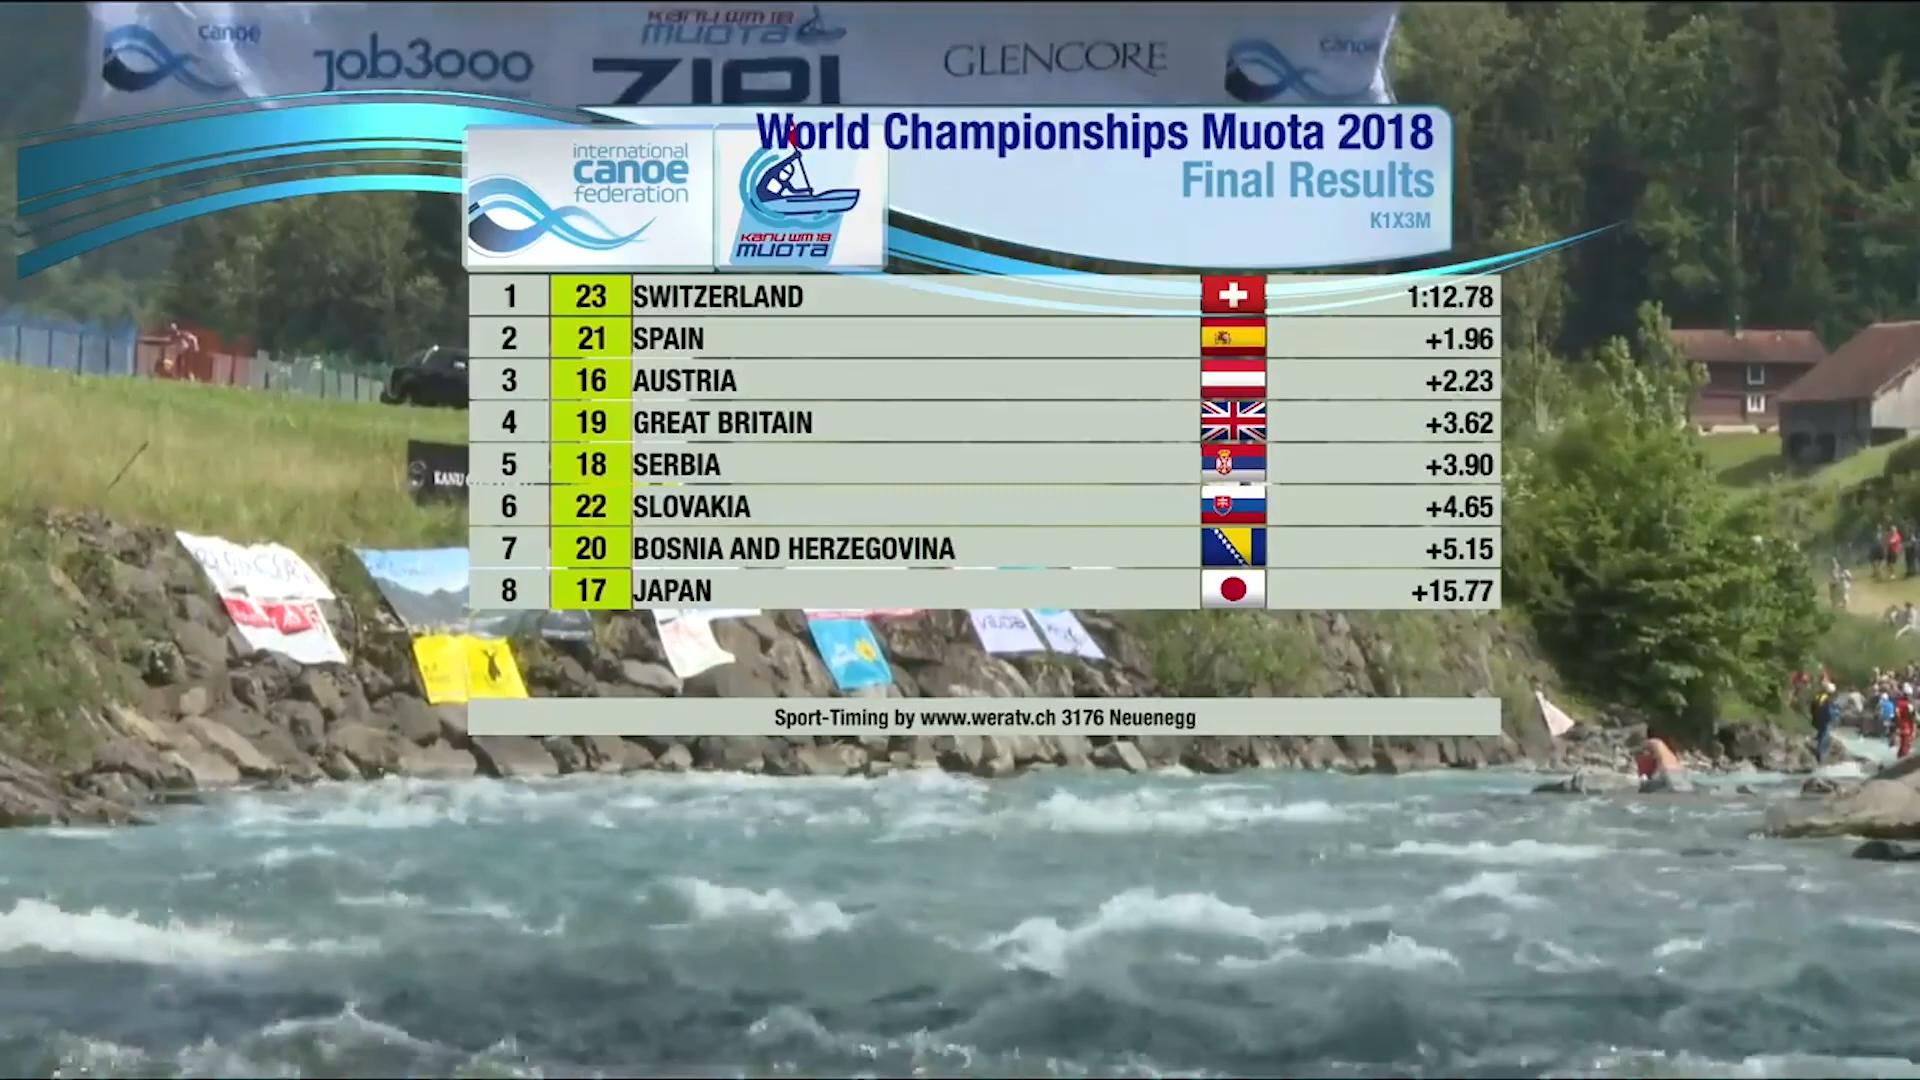 canoe
job3000
KANU WM 18
MUOTA
ZIPI
GLENCORE
canoe
World Championships Muota 2018
Final Results
K1X3M
international
canoe
federation
KANU WM 18
MUOTA
1 23 SWITZERLAND 1:12.78
2 21 SPAIN +1.96
3 16 AUSTRIA +2.23
4 19 GREAT BRITAIN +3.62
5 18 SERBIA +3.90
6 22 SLOVAKIA +4.65
7 20 BOSNIA AND HERZEGOVINA +5.15
8 17 JAPAN +15.77
KANU
Sport-Timing by www.weratv.ch 3176 Neuenegg